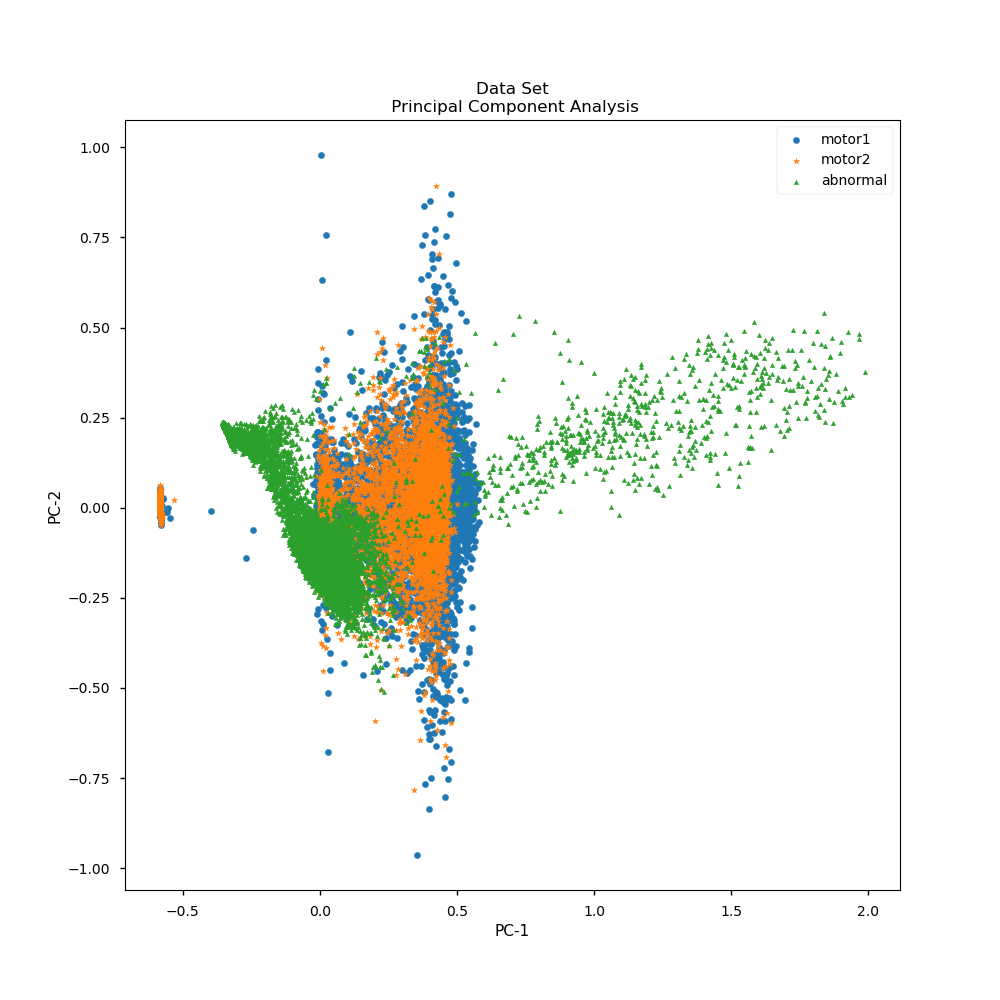 Data Set
Principal Component Analysis
motor1
motor2
abnormal
1.00
0.75
0.50
0.25
0.00
−0.25
−0.50
−0.75
−1.00
PC-2
−0.5
0.0
0.5
1.0
1.5
2.0
PC-1